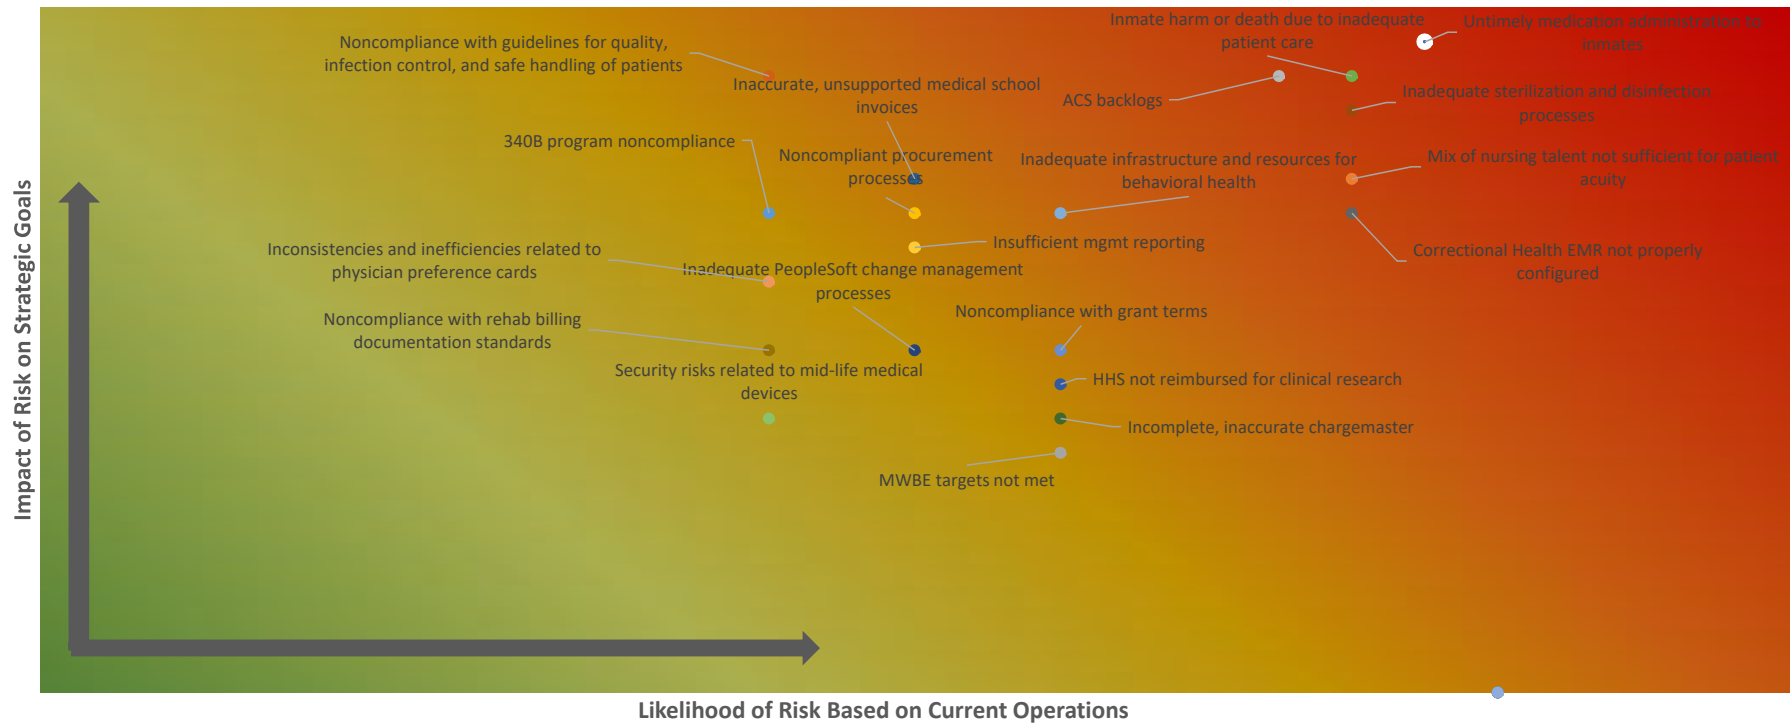 Inmate harm or death due to inadequate
patient care
Untimely medication administration to
inmates
Noncompliance with guidelines for quality,
infection control, and safe handling of patients
Inaccurate, unsupported medical school
invoices
ACS backlogs
Inadequate sterilization and disinfection
processes
340B program noncompliance
Noncompliant procurement
processes
Inadequate infrastructure and resources for
behavioral health
Mix of nursing talent not sufficient for patient
acuity
Inconsistencies and inefficiencies related to
physician preference cards
Insufficient mgmt reporting
Correctional Health EMR not properly
configured
Inadequate PeopleSoft change management
processes
Noncompliance with rehab billing
documentation standards
Noncompliance with grant terms
Security risks related to mid-life medical
devices
HHS not reimbursed for clinical research
Incomplete, inaccurate chargemaster
MWBE targets not met
Impact of Risk on Strategic Goals
Likelihood of Risk Based on Current Operations